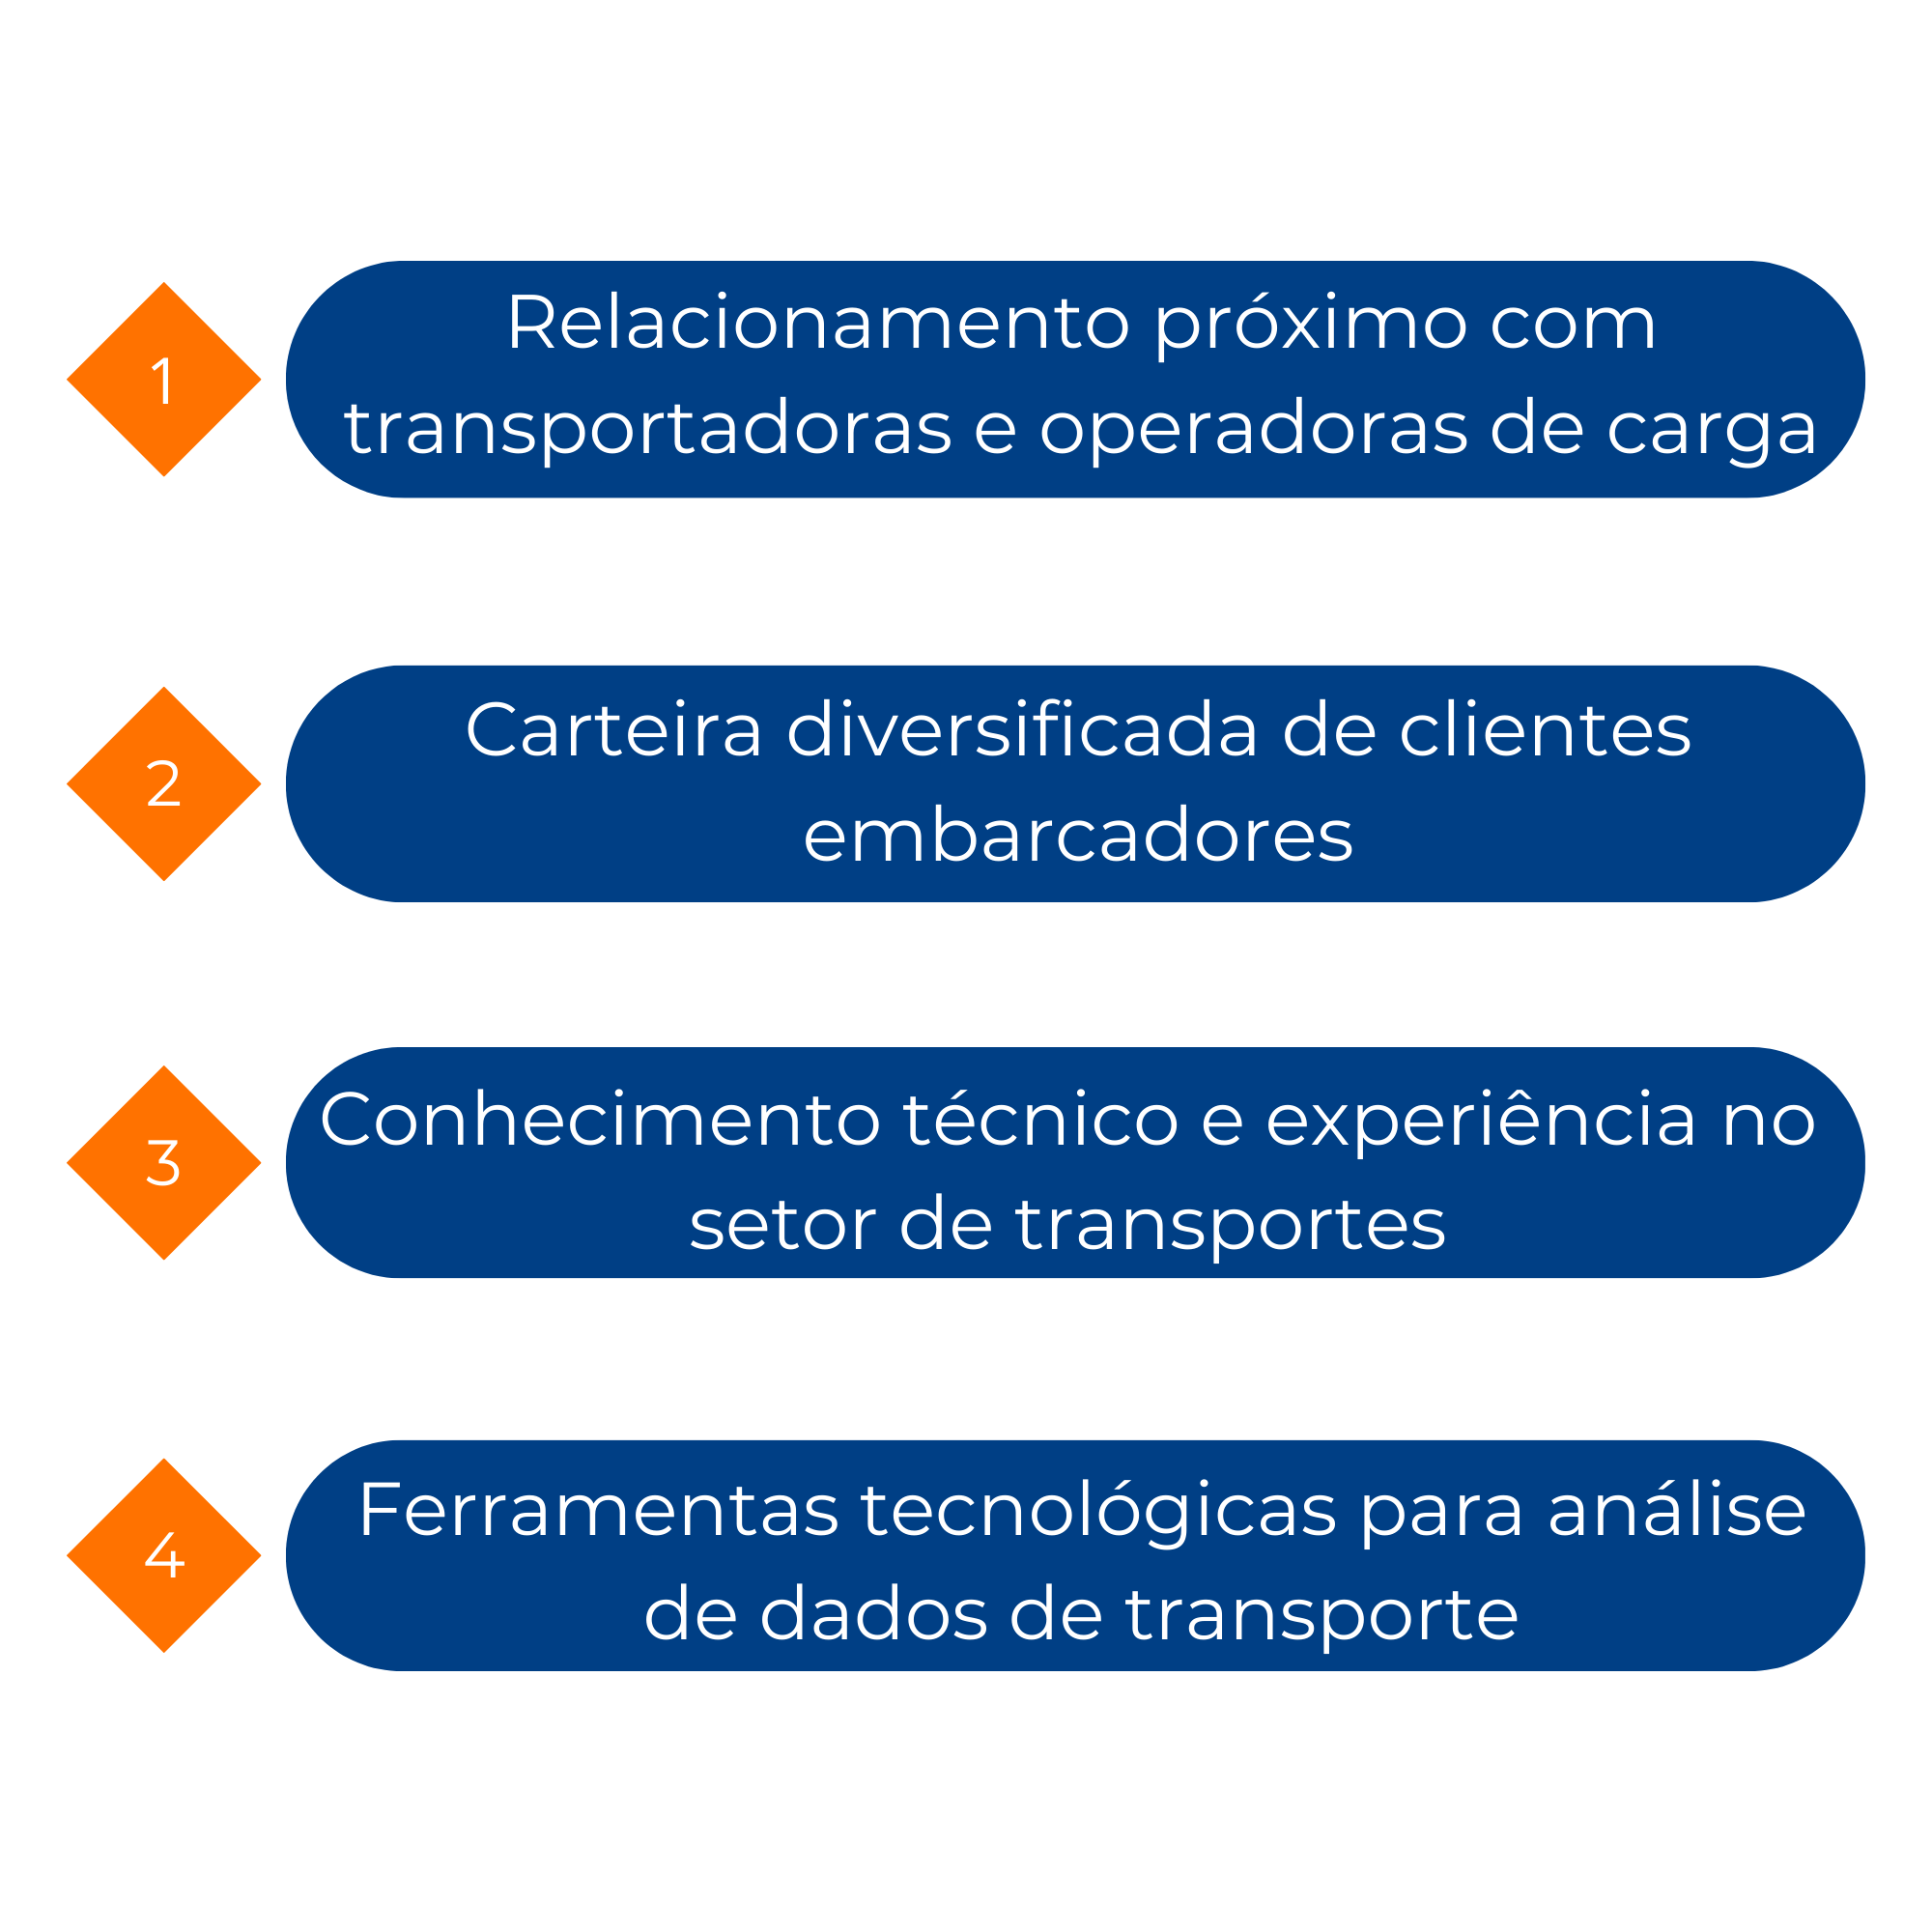 1
Relacionamento próximo com
transportadoras e operadoras de carga
2
Carteira diversificada de clientes
embarcadores
3
Conhecimento técnico e experiência no
setor de transportes
4
Ferramentas tecnológicas para análise
de dados de transporte